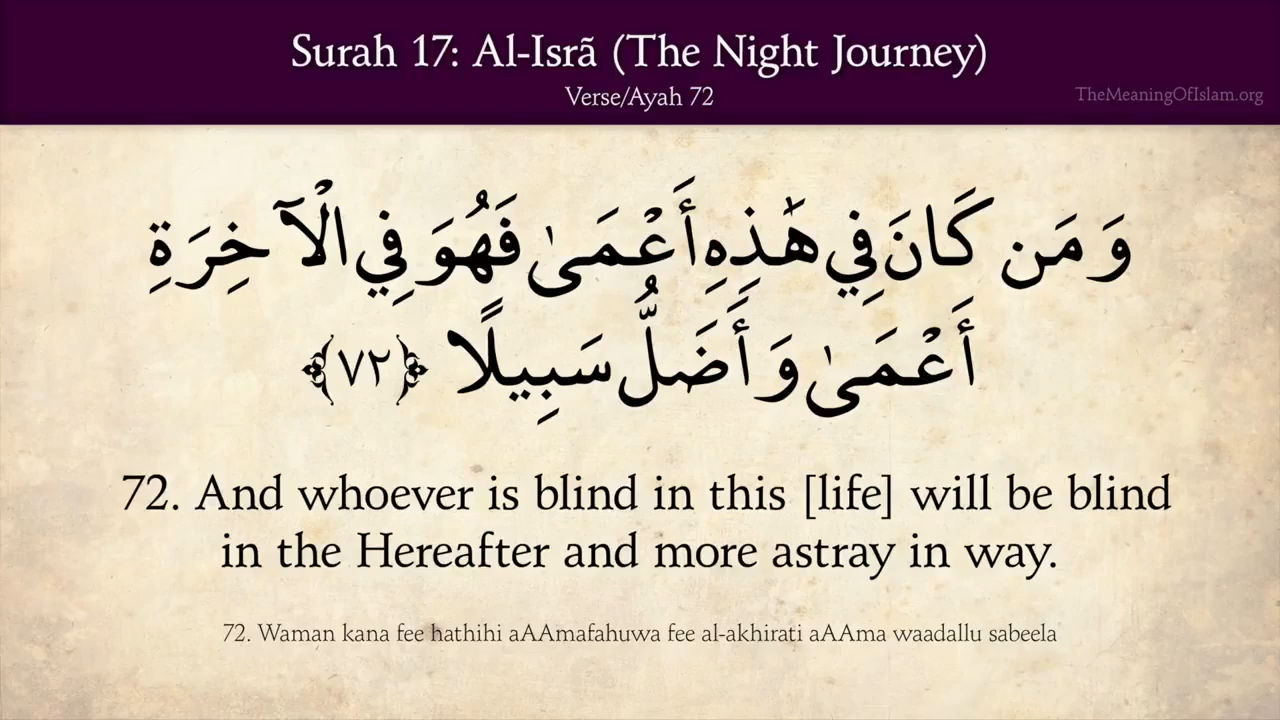 Surah 17: Al-Isrã (The Night Journey)
Verse/Ayah 72
TheMeaningOfIslam.org
وَمَن كَانَ فِي هَٰذِهِ أَعْمَىٰ فَهُوَ فِي الْآخِرَةِ
أَعْمَىٰ وَأَضَلُّ سَبِيلًا ﴿٧٢﴾
72. And whoever is blind in this [life] will be blind
in the Hereafter and more astray in way.
72. Waman kana fee hathihi aAAmafahuwa fee al-akhirati aAAma waadallu sabeela